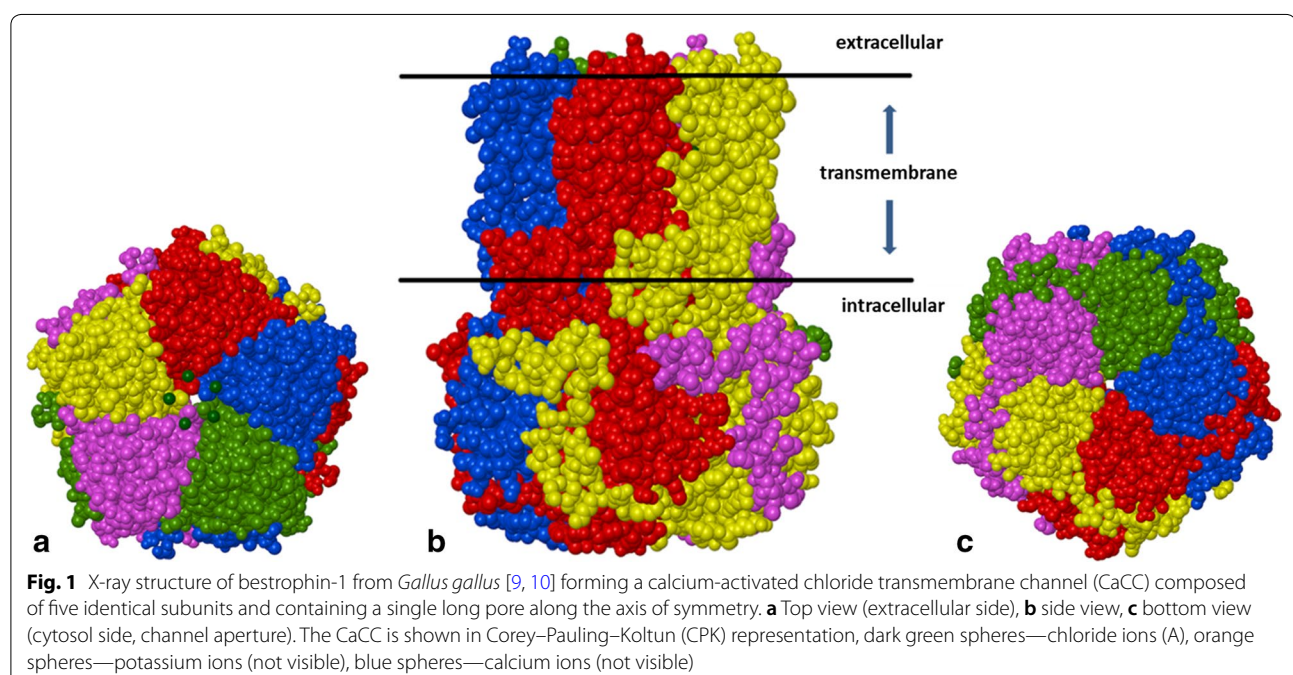 extracellular
transmembrane
intracellular
a
b
c
Fig. 1 X-ray structure of bestrophin-1 from Gallus gallus [9, 10] forming a calcium-activated chloride transmembrane channel (CaCC) composed
of five identical subunits and containing a single long pore along the axis of symmetry. a Top view (extracellular side), b side view, c bottom view
(cytosol side, channel aperture). The CaCC is shown in Corey–Pauling–Koltun (CPK) representation, dark green spheres—chloride ions (A), orange
spheres—potassium ions (not visible), blue spheres—calcium ions (not visible)